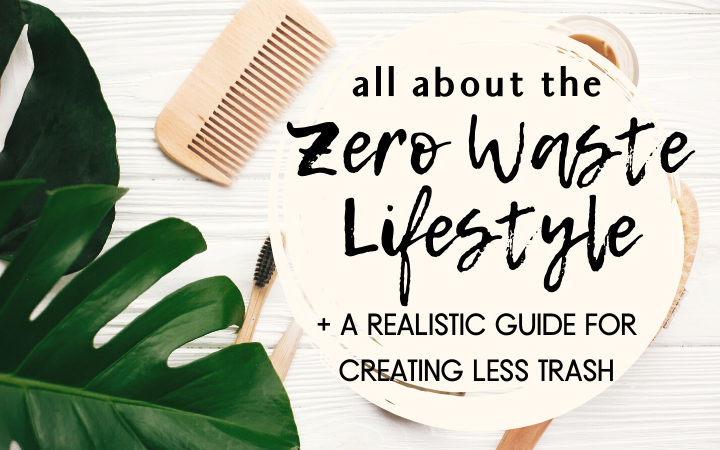 all about the
Zero Waste
Lifestyle
+ A REALISTIC GUIDE FOR
CREATING LESS TRASH